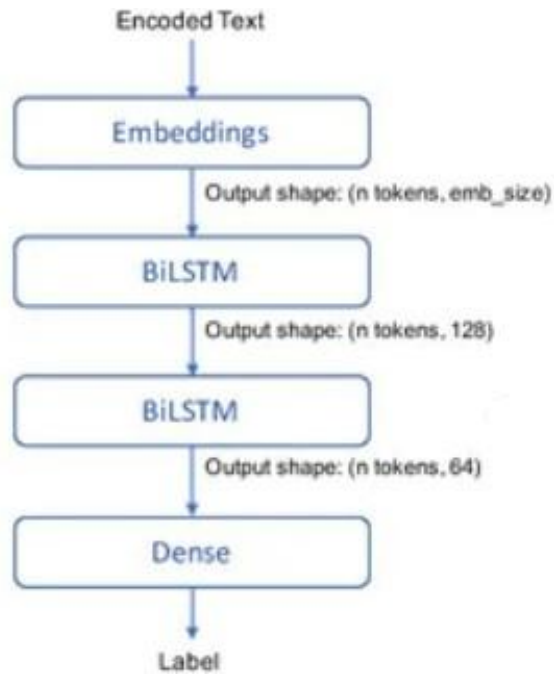 Encoded Text
Embeddings
Output shape: (n tokens, emb_size)
BiLSTM
Output shape: (n tokens, 128)
BiLSTM
Output shape: (n tokens, 64)
Dense
Label